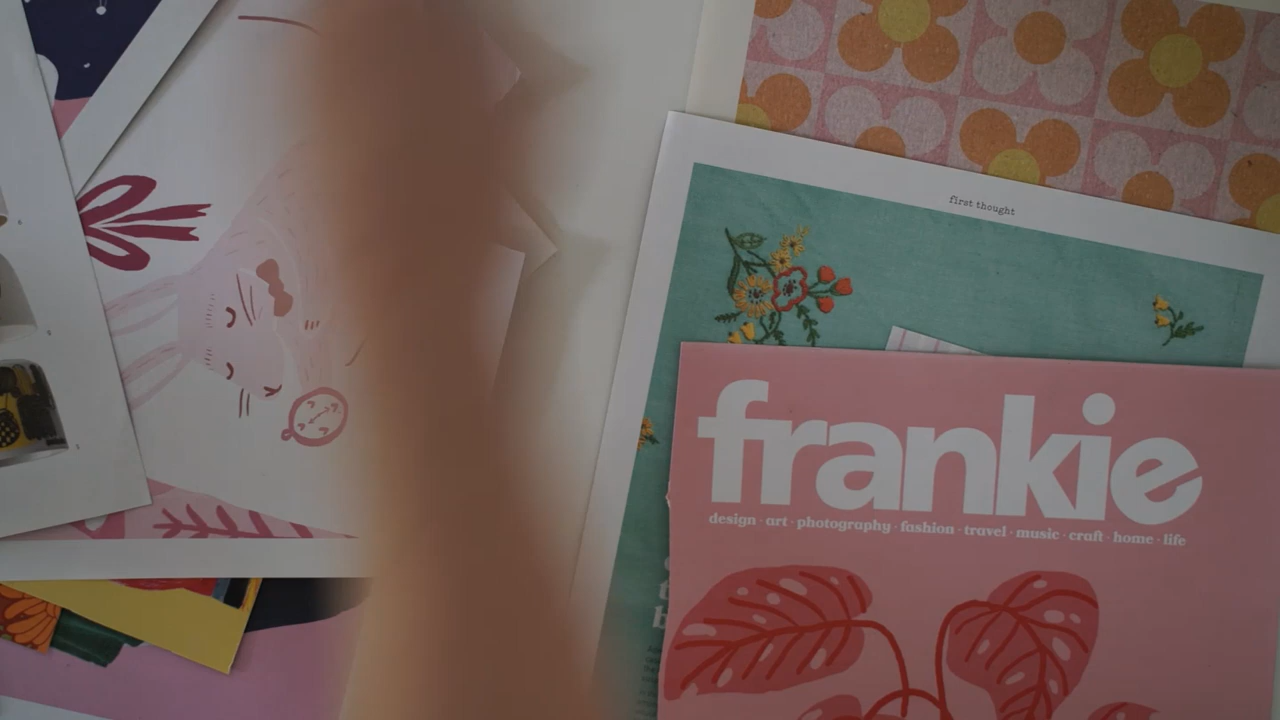 first thought
frankie
design · art · photography · fashion · travel · music · craft · home · life